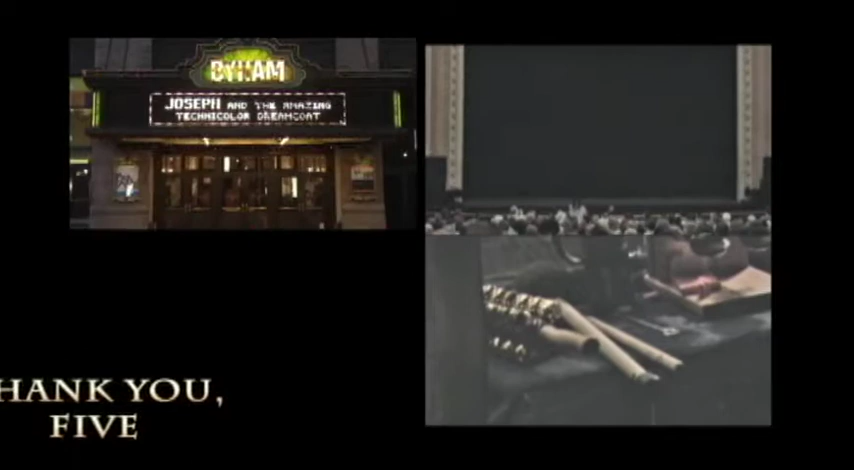 BYHAM
JOSEPH AND THE AMAZING
TECHNICOLOR DREAMCOAT
HANK YOU,
FIVE